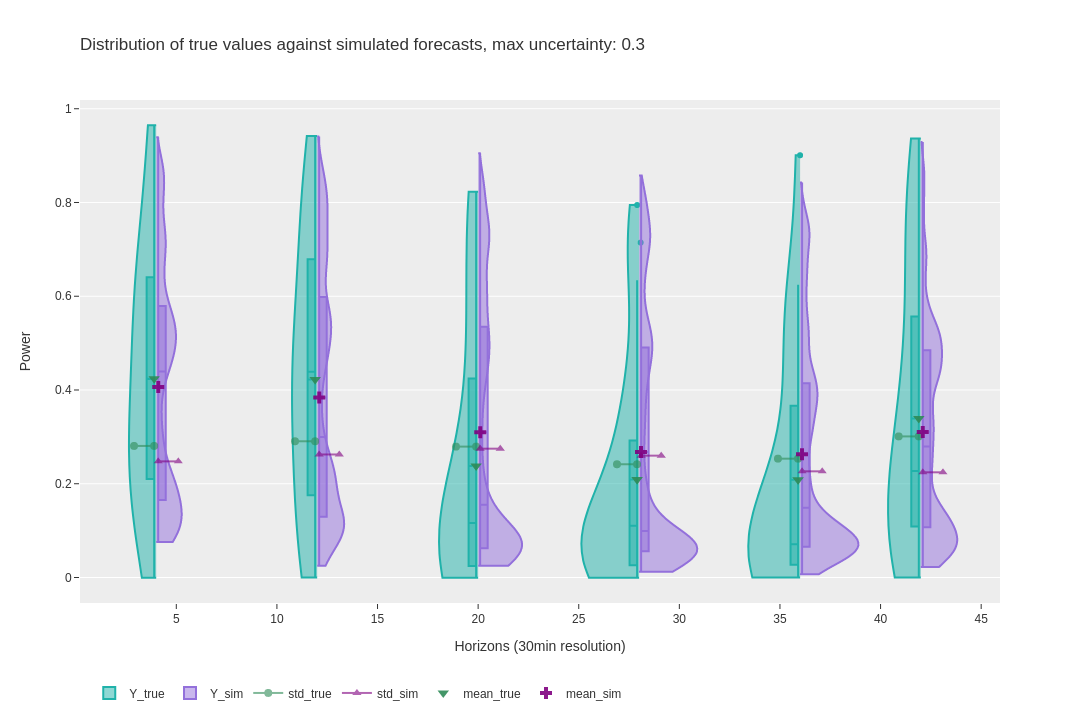 Distribution of true values against simulated forecasts, max uncertainty: 0.3
1
0.8
0.6
0.4
0.2
0
Power
5 10 15 20 25 30 35 40 45
Horizons (30min resolution)
Y_true Y_sim std_true std_sim mean_true mean_sim